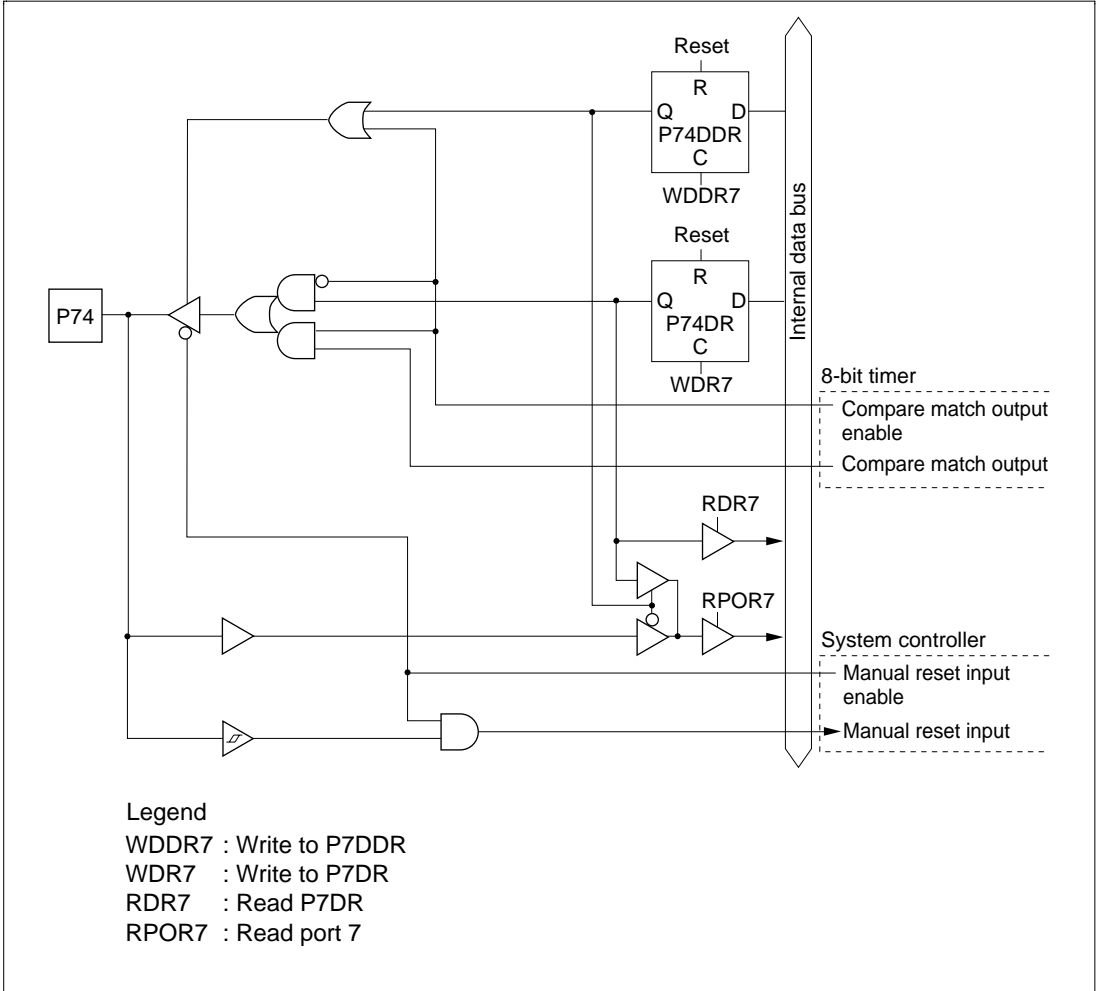 Reset
R
Q D
P74DDR
C
WDDR7
Reset
R
Q D
P74DR
C
WDR7
Internal data bus
P74
8-bit timer
Compare match output
enable
Compare match output
RDR7
RPOR7
System controller
Manual reset input
enable
Manual reset input
Legend
WDDR7 : Write to P7DDR
WDR7 : Write to P7DR
RDR7 : Read P7DR
RPOR7 : Read port 7